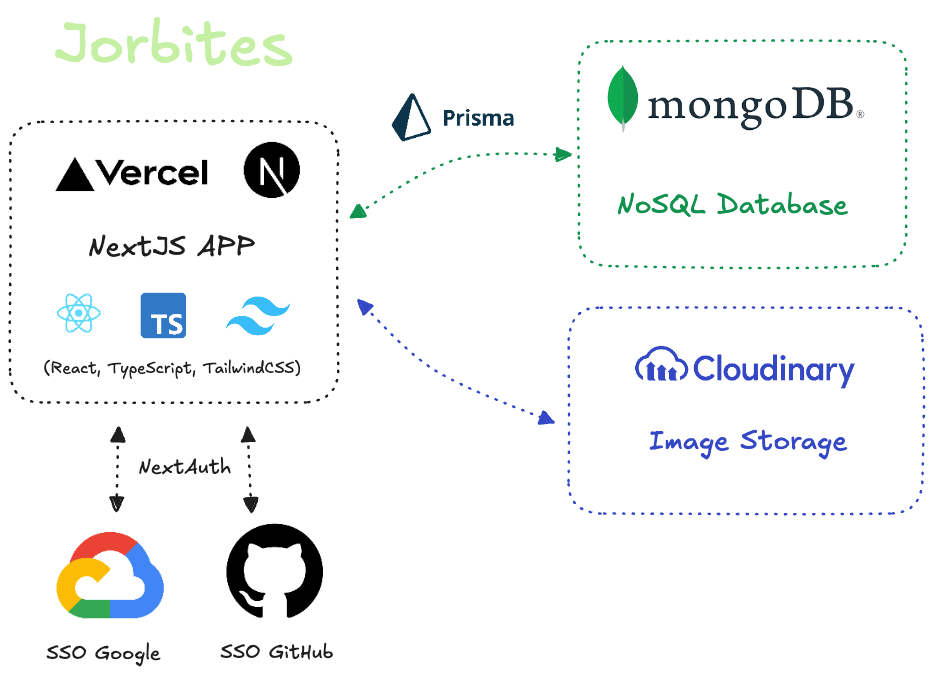 Jorbites
Prisma
mongoDB®
NoSQL Database
Vercel N
NextJS APP
TS
(React, TypeScript, TailwindCSS)
Cloudinary
Image Storage
NextAuth
SSO Google
SSO GitHub